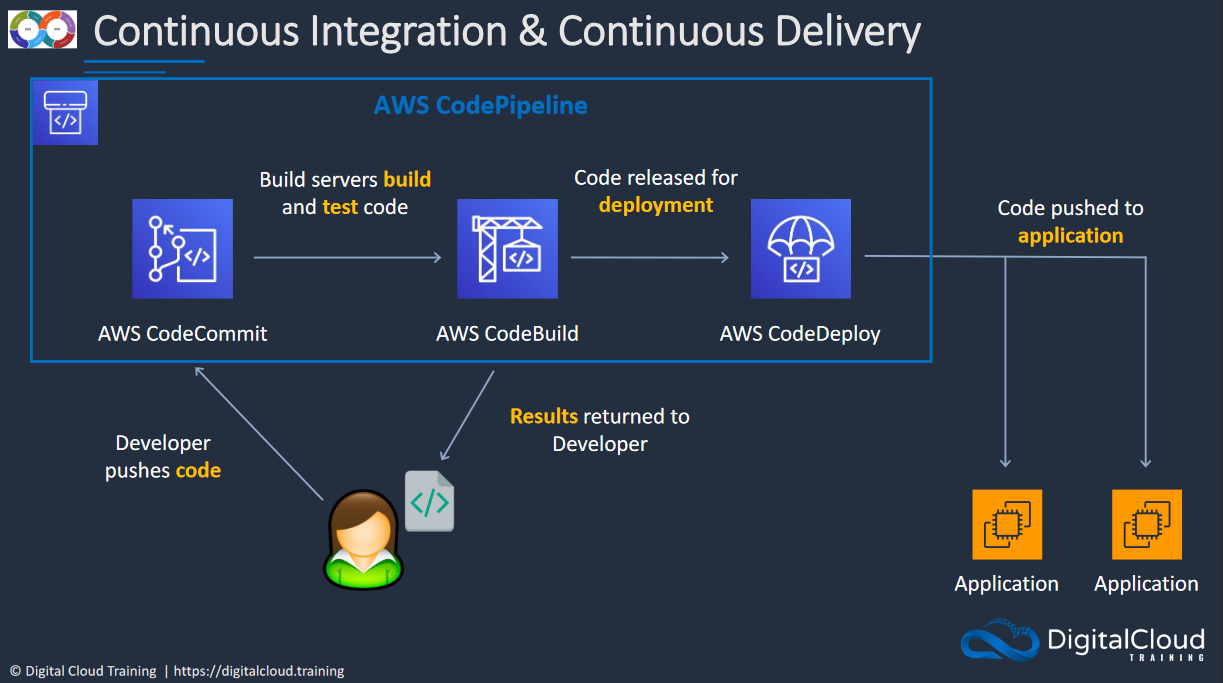 Continuous Integration & Continuous Delivery
AWS CodePipeline
Build servers build
and test code
Code released for
deployment
Code pushed to
application
AWS CodeCommit
AWS CodeBuild
AWS CodeDeploy
Developer
pushes code
Results returned to
Developer
Application
Application
DigitalCloud
TRAINING
© Digital Cloud Training | https://digitalcloud.training